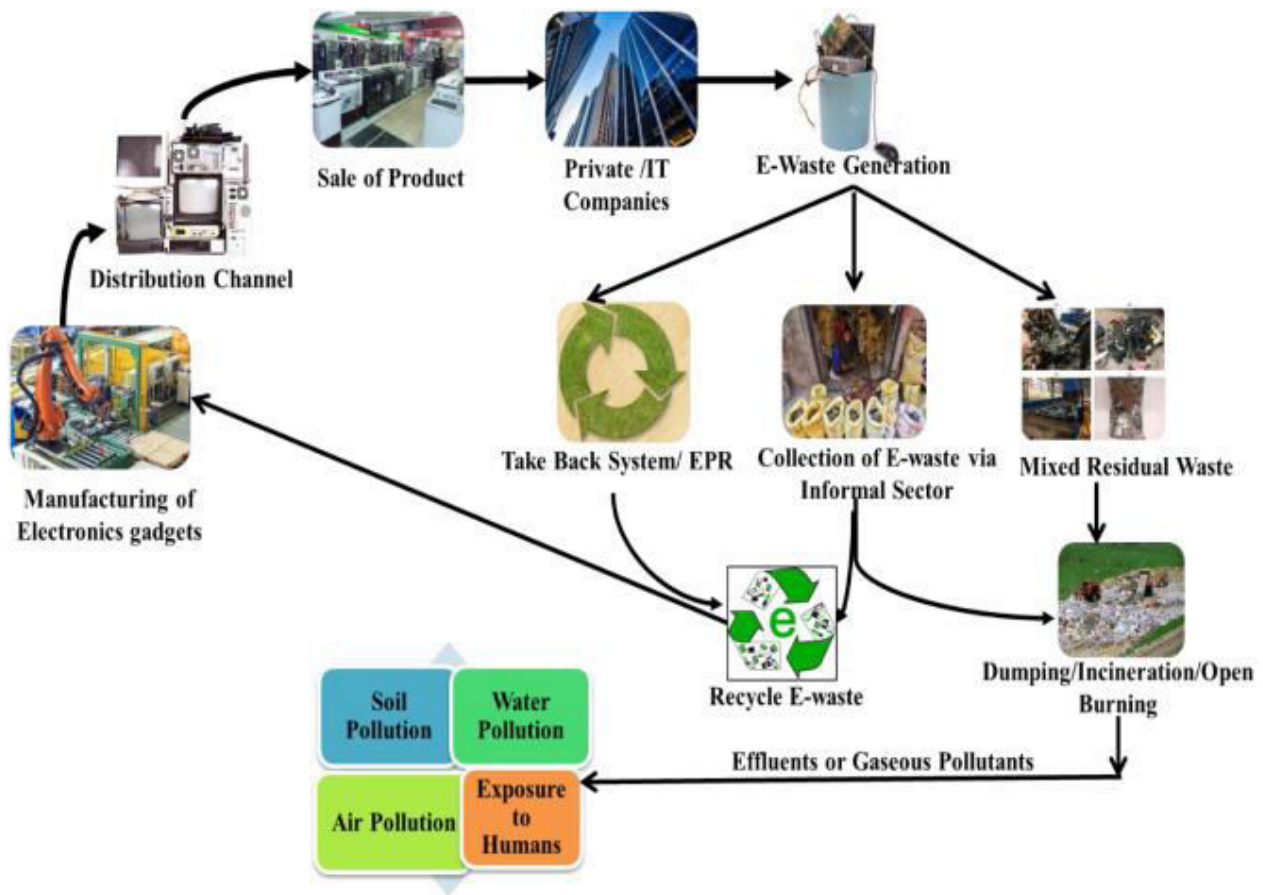 Sale of Product
Private /IT
Companies
E-Waste Generation
Distribution Channel
Manufacturing of
Electronics gadgets
Take Back System/ EPR
Collection of E-waste via
Informal Sector
Mixed Residual Waste
e
Recycle E-waste
Dumping/Incineration/Open
Burning
Effluents or Gaseous Pollutants
Soil
Pollution
Water
Pollution
Air Pollution
Exposure
to
Humans